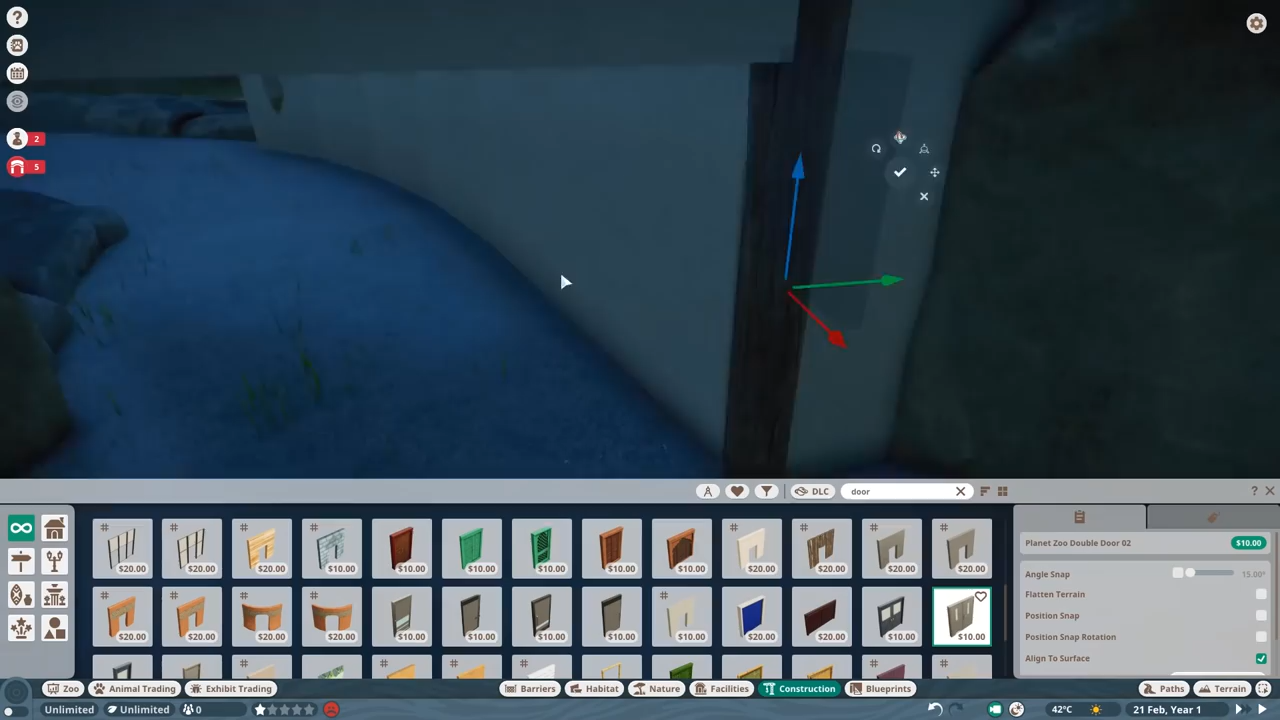 ?
2
5
DLC
door
?
$20.00 $20.00 $20.00 $10.00 $10.00 $10.00 $10.00 $10.00 $10.00 $20.00 $20.00 $20.00 $20.00
$20.00 $20.00 $20.00 $20.00 $10.00 $10.00 $10.00 $10.00 $10.00 $20.00 $20.00 $10.00 $10.00
Planet Zoo Double Door 02 $10.00
Angle Snap 15.00°
Flatten Terrain
Position Snap
Position Snap Rotation
Align To Surface
Zoo Animal Trading Exhibit Trading Barriers Habitat Nature Facilities Construction Blueprints Paths Terrain
Unlimited Unlimited 0 42°C 21 Feb, Year 1